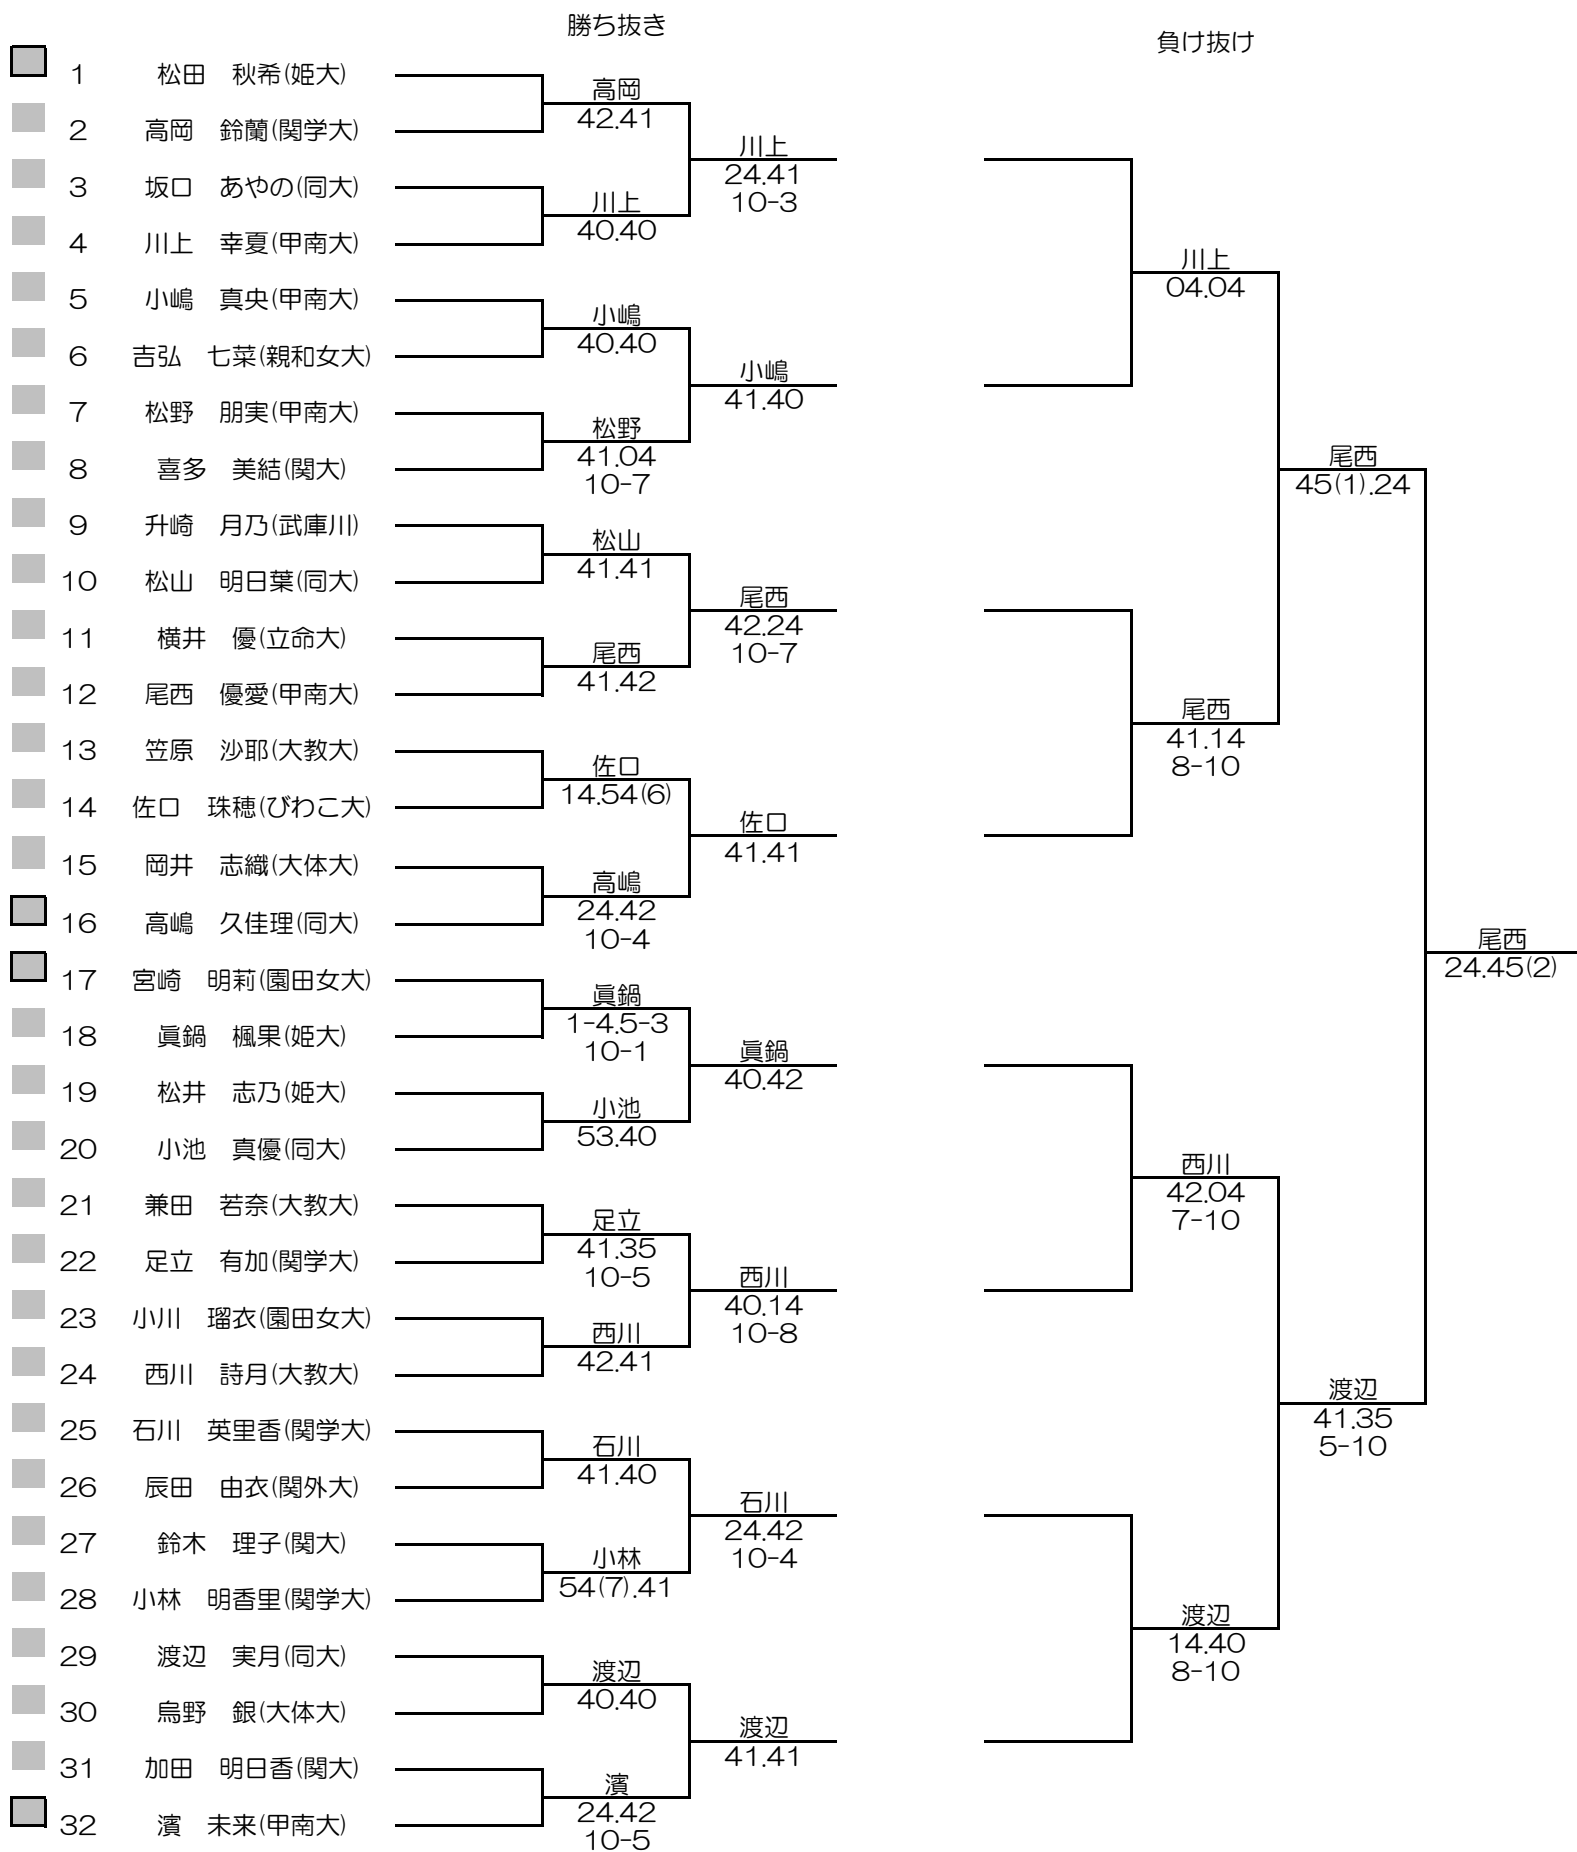 勝ち抜き
負け抜け
1 松田 秋希(姫大)
高岡
42.41
2 高岡 鈴蘭(関学大)
川上
24.41
10-3
3 坂口 あやの(同大)
川上
40.40
4 川上 幸夏(甲南大)
川上
04.04
5 小嶋 真央(甲南大)
小嶋
40.40
6 吉弘 七菜(親和女大)
小嶋
41.40
7 松野 朋実(甲南大)
松野
41.04
10-7
8 喜多 美結(関大)
尾西
45(1).24
9 升崎 月乃(武庫川)
松山
41.41
10 松山 明日葉(同大)
尾西
42.24
10-7
11 横井 優(立命大)
尾西
41.42
12 尾西 優愛(甲南大)
尾西
41.14
8-10
13 笠原 沙耶(大教大)
佐口
14.54(6)
14 佐口 珠穂(びわこ大)
佐口
41.41
15 岡井 志織(大体大)
高嶋
24.42
10-4
16 高嶋 久佳理(同大)
尾西
24.45(2)
17 宮崎 明莉(園田女大)
眞鍋
1-4.5-3
10-1
18 眞鍋 楓果(姫大)
眞鍋
40.42
19 松井 志乃(姫大)
小池
53.40
20 小池 真優(同大)
西川
42.04
7-10
21 兼田 若奈(大教大)
足立
41.35
10-5
22 足立 有加(関学大)
西川
40.14
10-8
23 小川 瑠衣(園田女大)
西川
42.41
24 西川 詩月(大教大)
渡辺
41.35
5-10
25 石川 英里香(関学大)
石川
41.40
26 辰田 由衣(関外大)
石川
24.42
10-4
27 鈴木 理子(関大)
小林
54(7).41
28 小林 明香里(関学大)
渡辺
14.40
8-10
29 渡辺 実月(同大)
渡辺
40.40
30 烏野 銀(大体大)
渡辺
41.41
31 加田 明日香(関大)
濱
24.42
10-5
32 濱 未来(甲南大)